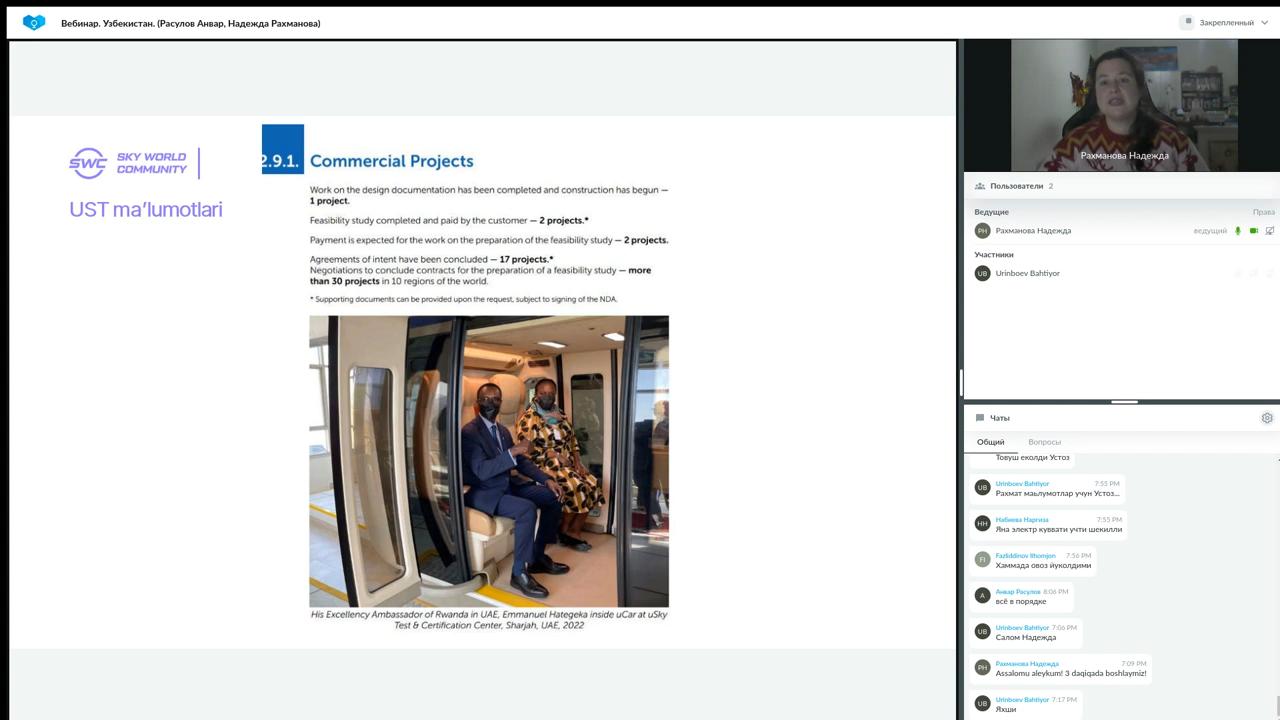 Вебинар. Узбекистан. (Расулов Анвар, Надежда Рахманова)
Закрепленный
SWC
SKY WORLD
COMMUNITY
UST ma'lumotlari
2.9.1. Commercial Projects
Work on the design documentation has been completed and construction has begun —
1 project.
Feasibility study completed and paid by the customer — 2 projects.*
Payment is expected for the work on the preparation of the feasibility study — 2 projects.
Agreements of intent have been concluded — 17 projects.*
Negotiations to conclude contracts for the preparation of a feasibility study — more
than 30 projects in 10 regions of the world.
* Supporting documents can be provided upon the request, subject to signing of the NDA.
His Excellency Ambassador of Rwanda in UAE, Emmanuel Hategeka inside uCar at uSky
Test & Certification Center, Sharjah, UAE, 2022
Рахманова Надежда
Пользователи 2
Ведущие Права
РН Рахманова Надежда ведущий
Участники
UB Urinboev Bahtiyor
Чаты
Общий Вопросы
Товуш еколди Устоз
UB Urinboev Bahtiyor 7:55 PM
Рахмат маьлумотлар учун Устоз...
НН Набиева Наргиза 7:55 PM
Яна электр куввати учти шекилли
FI Fazliddinov Ilhomjon 7:56 PM
Хаммада овоз йуколдими
А Анвар Расулов 8:06 PM
всё в порядке
UB Urinboev Bahtiyor 7:06 PM
Салом Надежда
РН Рахманова Надежда 7:09 PM
Assalomu aleykum! 3 daqiqada boshlaymiz!
UB Urinboev Bahtiyor 7:17 PM
Яхши